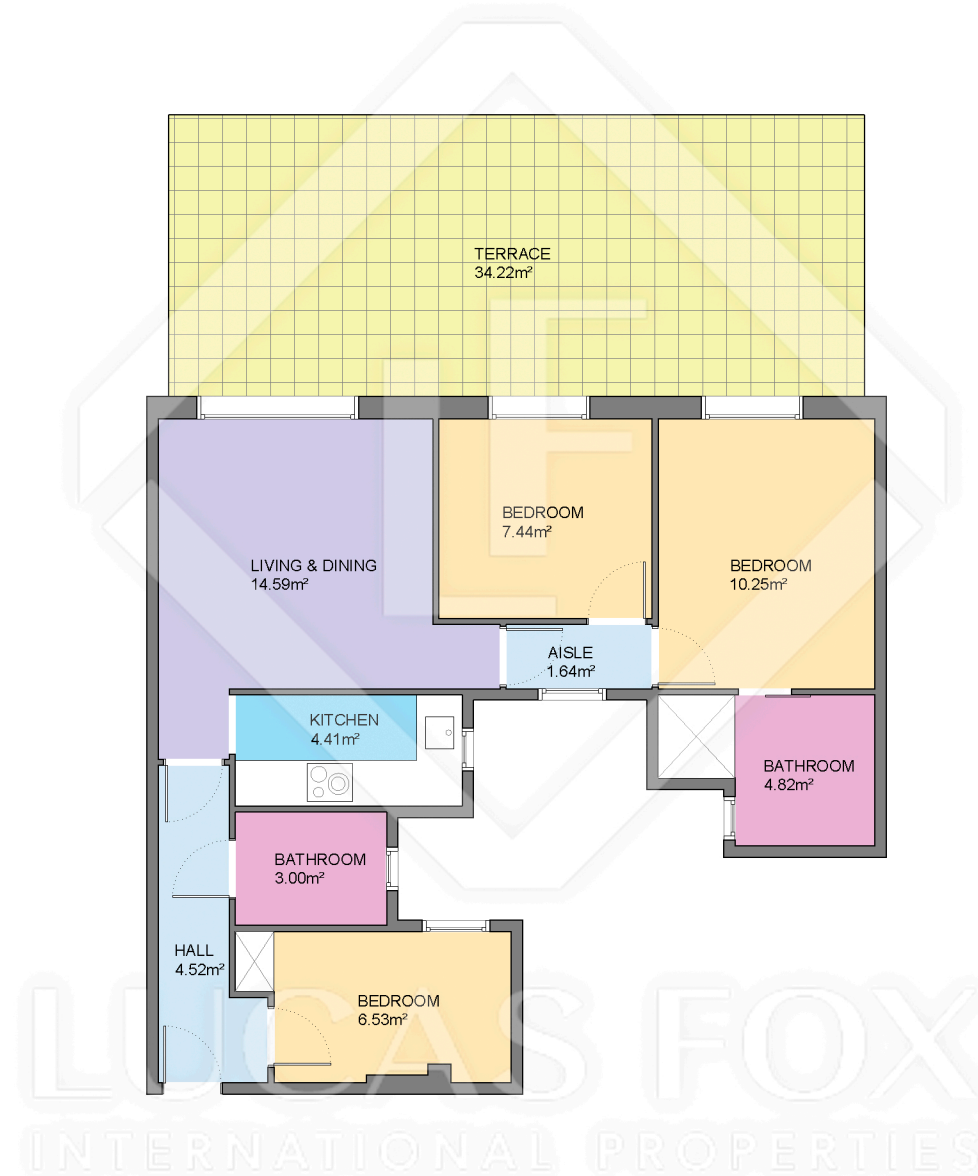 TERRACE
34.22m²
BEDROOM
7.44m²
LIVING & DINING
14.59m²
BEDROOM
10.25m²
AISLE
1.64m²
KITCHEN
4.41m²
BATHROOM
4.82m²
BATHROOM
3.00m²
HALL
4.52m²
BEDROOM
6.53m²
LF
LUCAS FOX
INTERNATIONAL PROPERTIES